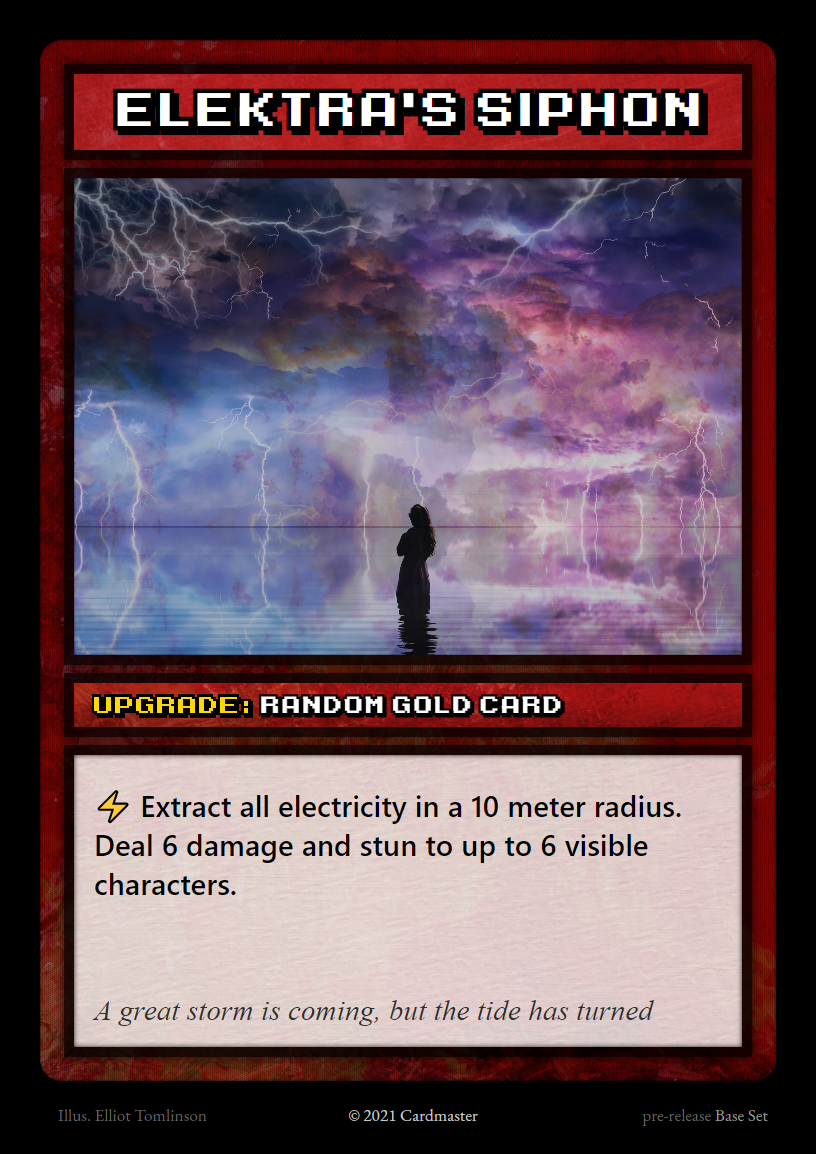 ELEKTRA'S SIPHON
UPGRADE: RANDOM GOLD CARD
⚡ Extract all electricity in a 10 meter radius.
Deal 6 damage and stun to up to 6 visible
characters.
A great storm is coming, but the tide has turned
Illus. Elliot Tomlinson
© 2021 Cardmaster
pre-release Base Set